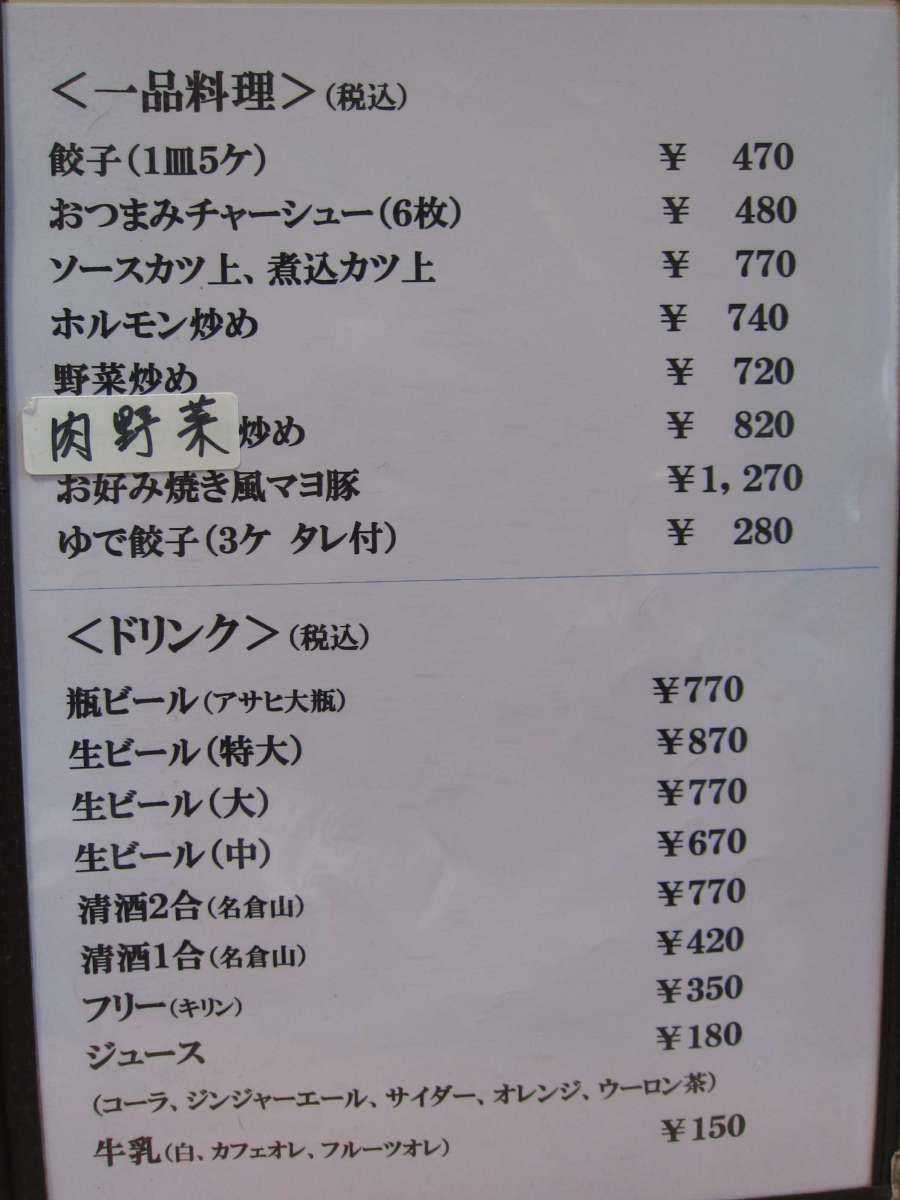 ＜一品料理＞(税込)
餃子(1皿5ケ) ￥ 470
おつまみチャーシュー(6枚) ￥ 480
ソースカツ上、煮込カツ上 ￥ 770
ホルモン炒め ￥ 740
野菜炒め ￥ 720
肉野菜炒め ￥ 820
お好み焼き風マヨ豚 ￥1,270
ゆで餃子(3ケ タレ付) ￥ 280
＜ドリンク＞(税込)
瓶ビール(アサヒ大瓶) ￥770
生ビール(特大) ￥870
生ビール(大) ￥770
生ビール(中) ￥670
清酒2合(名倉山) ￥770
清酒1合(名倉山) ￥420
フリー(キリン) ￥350
ジュース ￥180
(コーラ、ジンジャーエール、サイダー、オレンジ、ウーロン茶)
牛乳(白、カフェオレ、フルーツオレ) ￥150